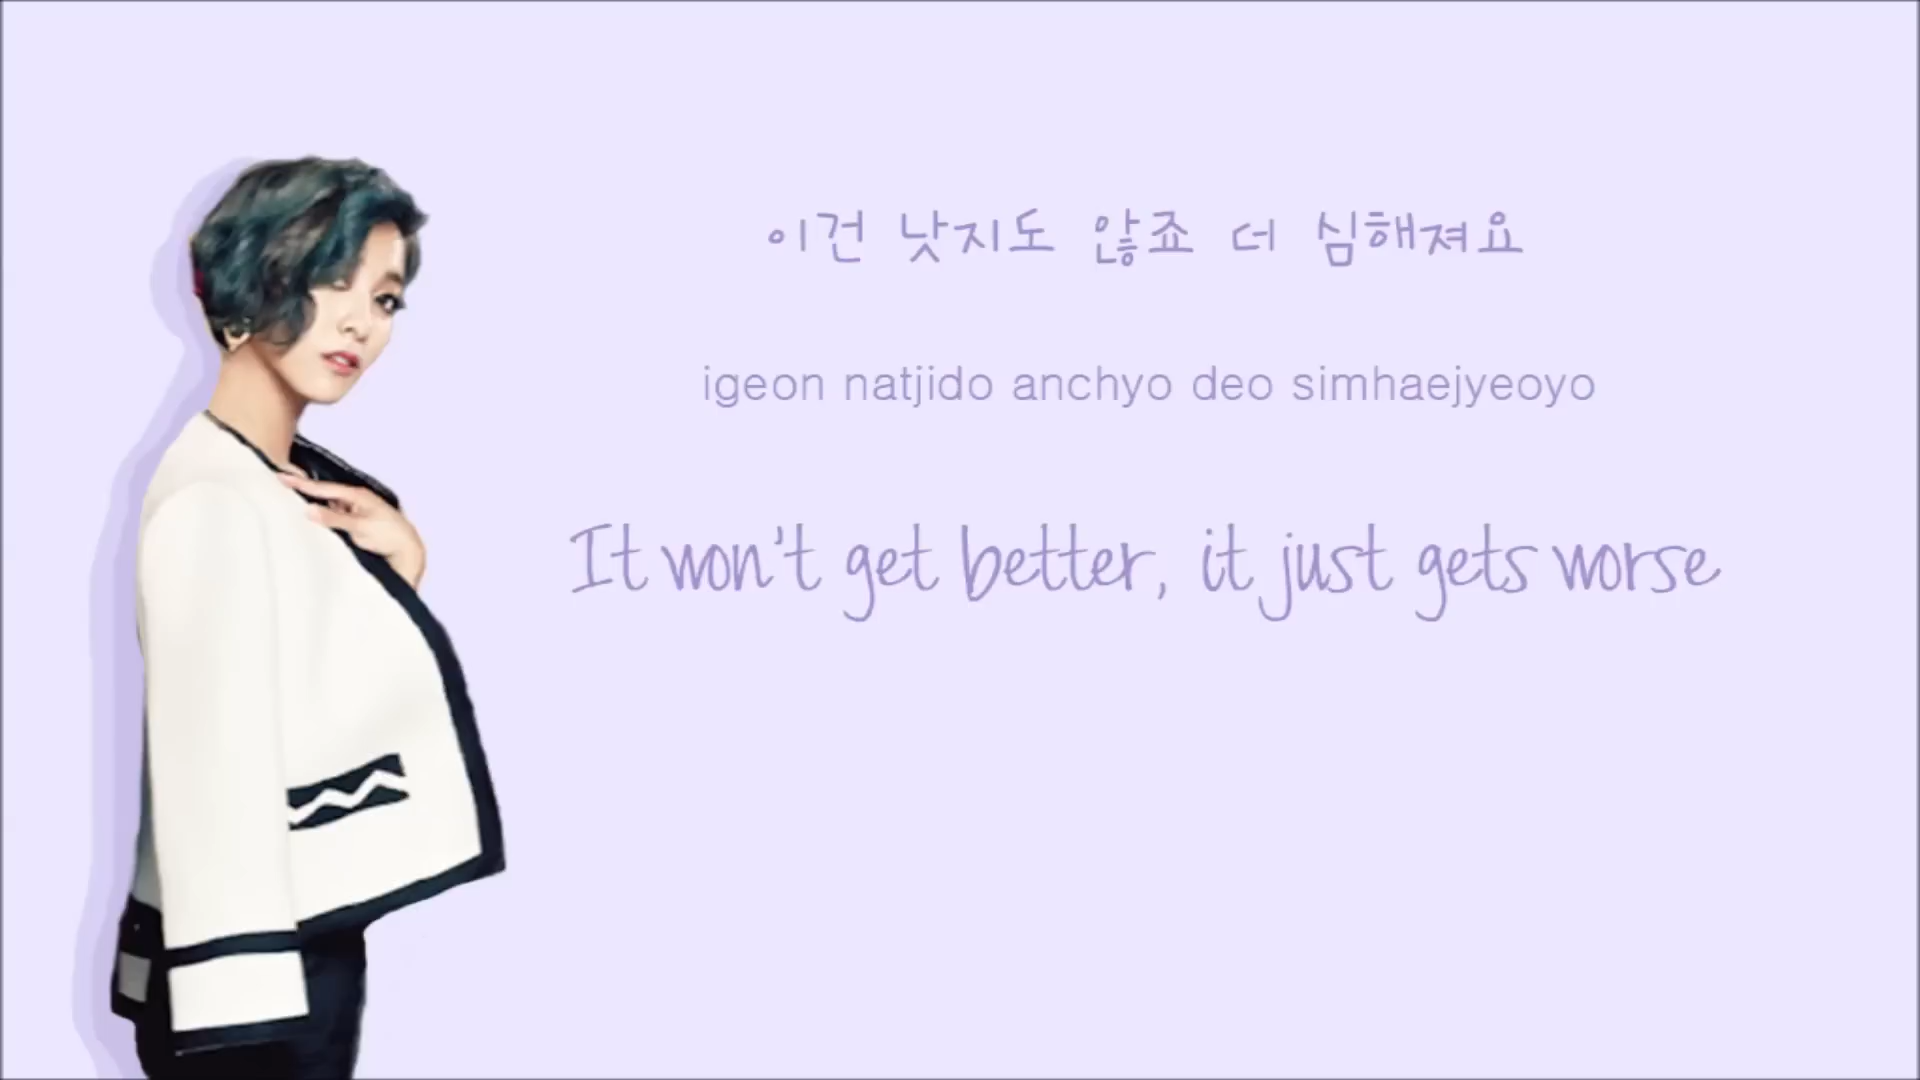 이건 낫지도 않죠 더 심해져요
igeon natjido anchyo deo simhaejyeoyo
It won't get better, it just gets worse